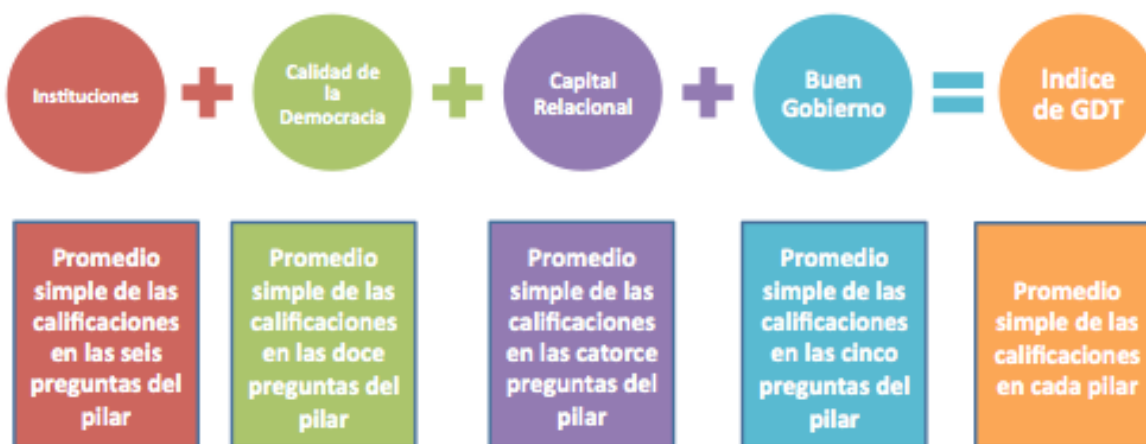 Instituciones
Calidad de
la
Democracia
Capital
Relacional
Buen
Gobierno
Indice
de GDT
Promedio
simple de las
calificaciones
en las seis
preguntas del
pilar
Promedio
simple de las
calificaciones
en las doce
preguntas del
pilar
Promedio
simple de las
calificaciones
en las catorce
preguntas del
pilar
Promedio
simple de las
calificaciones
en las cinco
preguntas del
pilar
Promedio
simple de las
calificaciones
en cada pilar